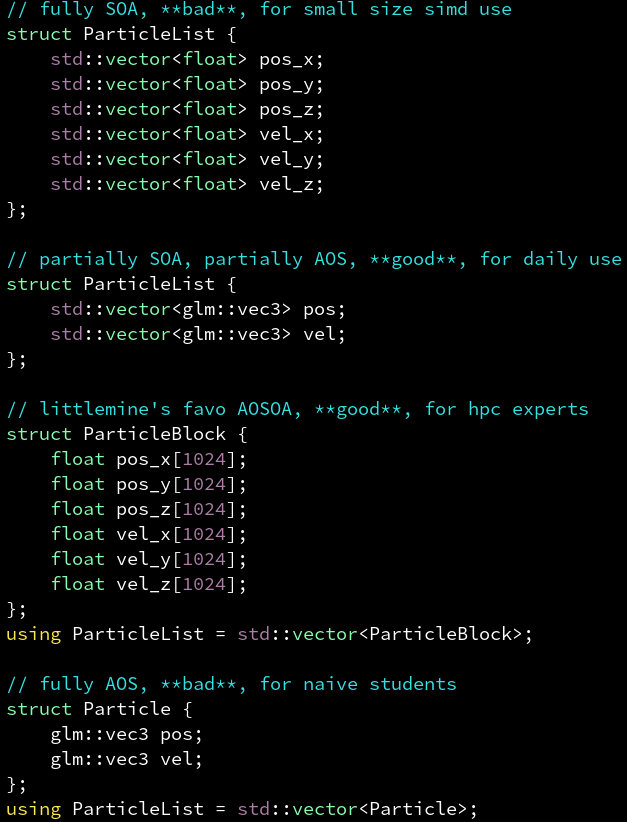 // fully SOA, **bad**, for small size simd use
struct ParticleList {
    std::vector<float> pos_x;
    std::vector<float> pos_y;
    std::vector<float> pos_z;
    std::vector<float> vel_x;
    std::vector<float> vel_y;
    std::vector<float> vel_z;
};

// partially SOA, partially AOS, **good**, for daily use
struct ParticleList {
    std::vector<glm::vec3> pos;
    std::vector<glm::vec3> vel;
};

// littlemine's favo AOSOA, **good**, for hpc experts
struct ParticleBlock {
    float pos_x[1024];
    float pos_y[1024];
    float pos_z[1024];
    float vel_x[1024];
    float vel_y[1024];
    float vel_z[1024];
};
using ParticleList = std::vector<ParticleBlock>;

// fully AOS, **bad**, for naive students
struct Particle {
    glm::vec3 pos;
    glm::vec3 vel;
};
using ParticleList = std::vector<Particle>;